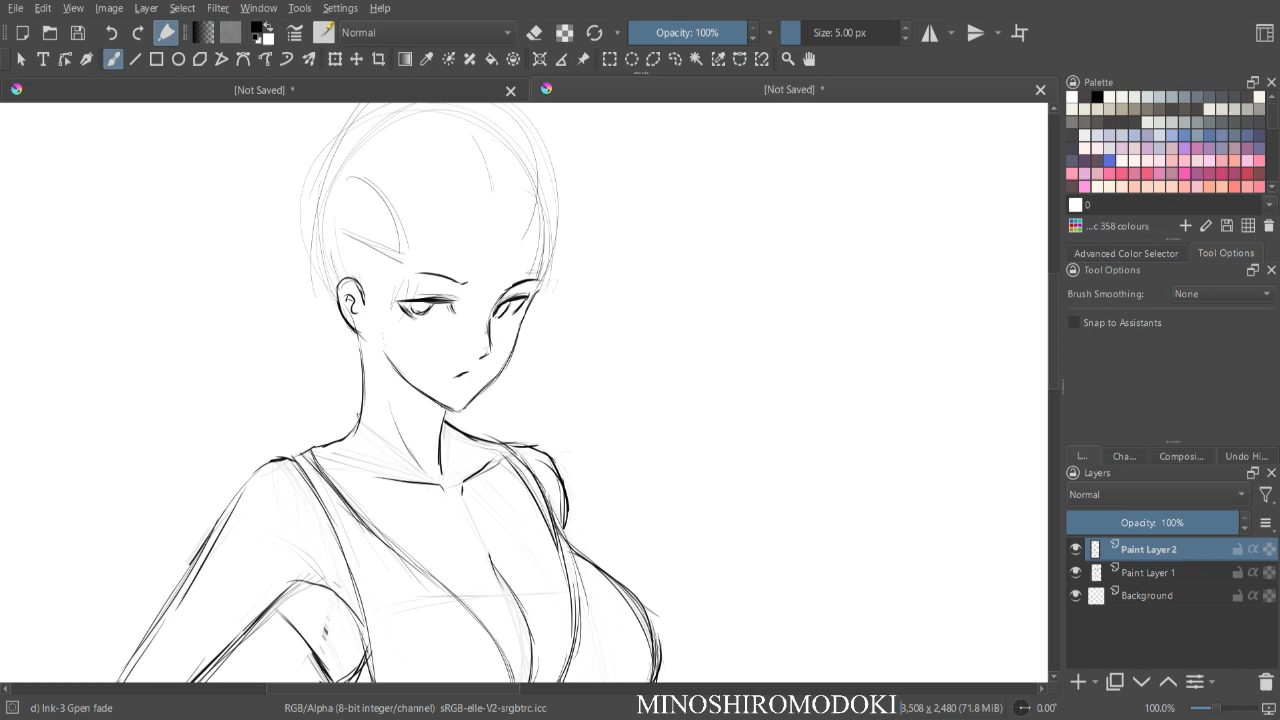 File Edit View Image Layer Select Filter Window Tools Settings Help
Normal Opacity: 100% Size: 5.00 px
[Not Saved] * [Not Saved] *
Palette
0
...c 358 colours
Advanced Color Selector Tool Options
Tool Options
Brush Smoothing: None
Snap to Assistants
L... Cha... Composi... Undo Hi...
Layers
Normal
Opacity: 100%
Paint Layer 2
Paint Layer 1
Background
d) Ink-3 Gpen fade RGB/Alpha (8-bit integer/channel) sRGB-elle-V2-srgbtrc.icc MINOSHIROMODOKI 3,508 x 2,480 (71.8 MiB) 0.00° 100.0%